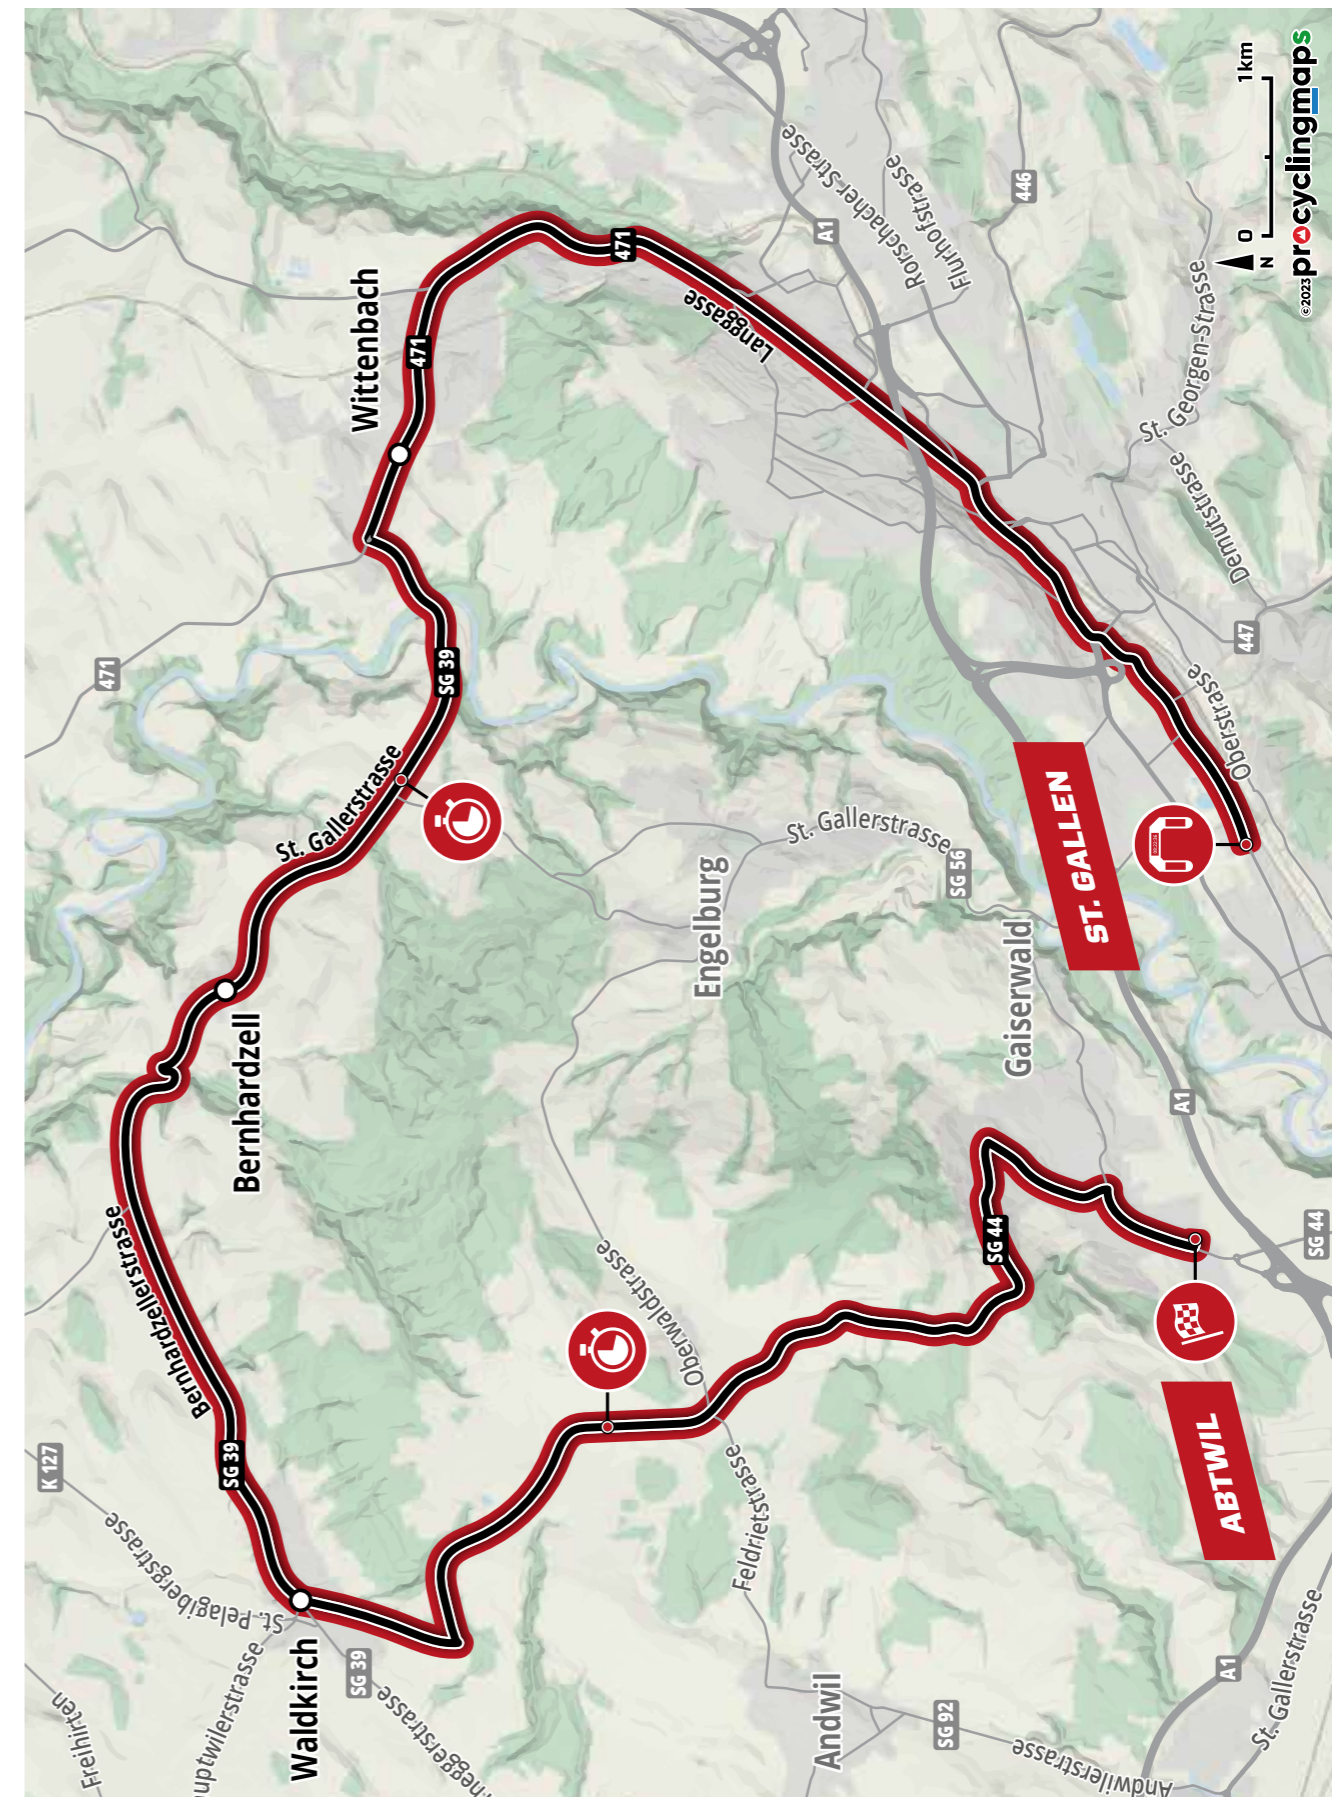 Wittenbach
471
471
471
Langgasse
A1
Rorschacher Strasse
Flurhofstrasse
446
St. Georgen-Strasse
Demutstrasse
447
Oberstrasse
SG 39
St. Gallerstrasse
Bernhardzell
Bernhardzellerstrasse
SG 39
K 127
St. Pelagibergstrasse
Waldkirch
SG 39
Freihirten
uptwilerstrasse
heggerstrasse
Engelburg
St. Gallerstrasse
SG 56
Gaiserwald
ST. GALLEN
A1
SG 44
SG 44
Oberwaldstrasse
Feldrietstrasse
Andwil
SG 92
Andwilerstrasse
ABTWIL
A1
St. Gallerstrasse
N
0
1km
©2023 procyclingmaps